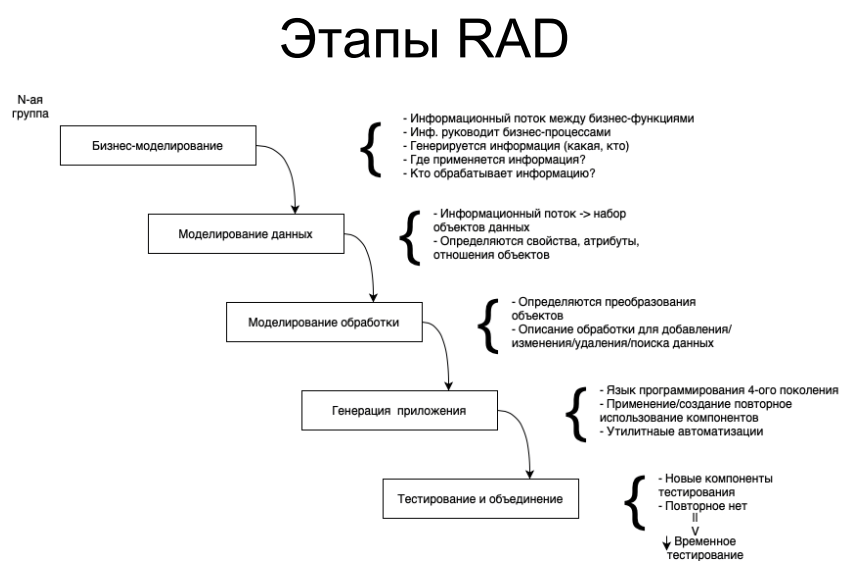 Этапы RAD
N-ая
группа
Бизнес-моделирование
- Информационный поток между бизнес-функциями
- Инф. руководит бизнес-процессами
- Генерируется информация (какая, кто)
- Где применяется информация?
- Кто обрабатывает информацию?
Моделирование данных
- Информационный поток -> набор
объектов данных
- Определяются свойства, атрибуты,
отношения объектов
Моделирование обработки
- Определяются преобразования
объектов
- Описание обработки для добавления/
изменения/удаления/поиска данных
Генерация приложения
- Язык программирования 4-ого поколения
- Применение/создание повторное
использование компонентов
- Утилитнаые автоматизации
Тестирование и объединение
- Новые компоненты
тестирования
- Повторное нет
||
V
Временное
тестирование